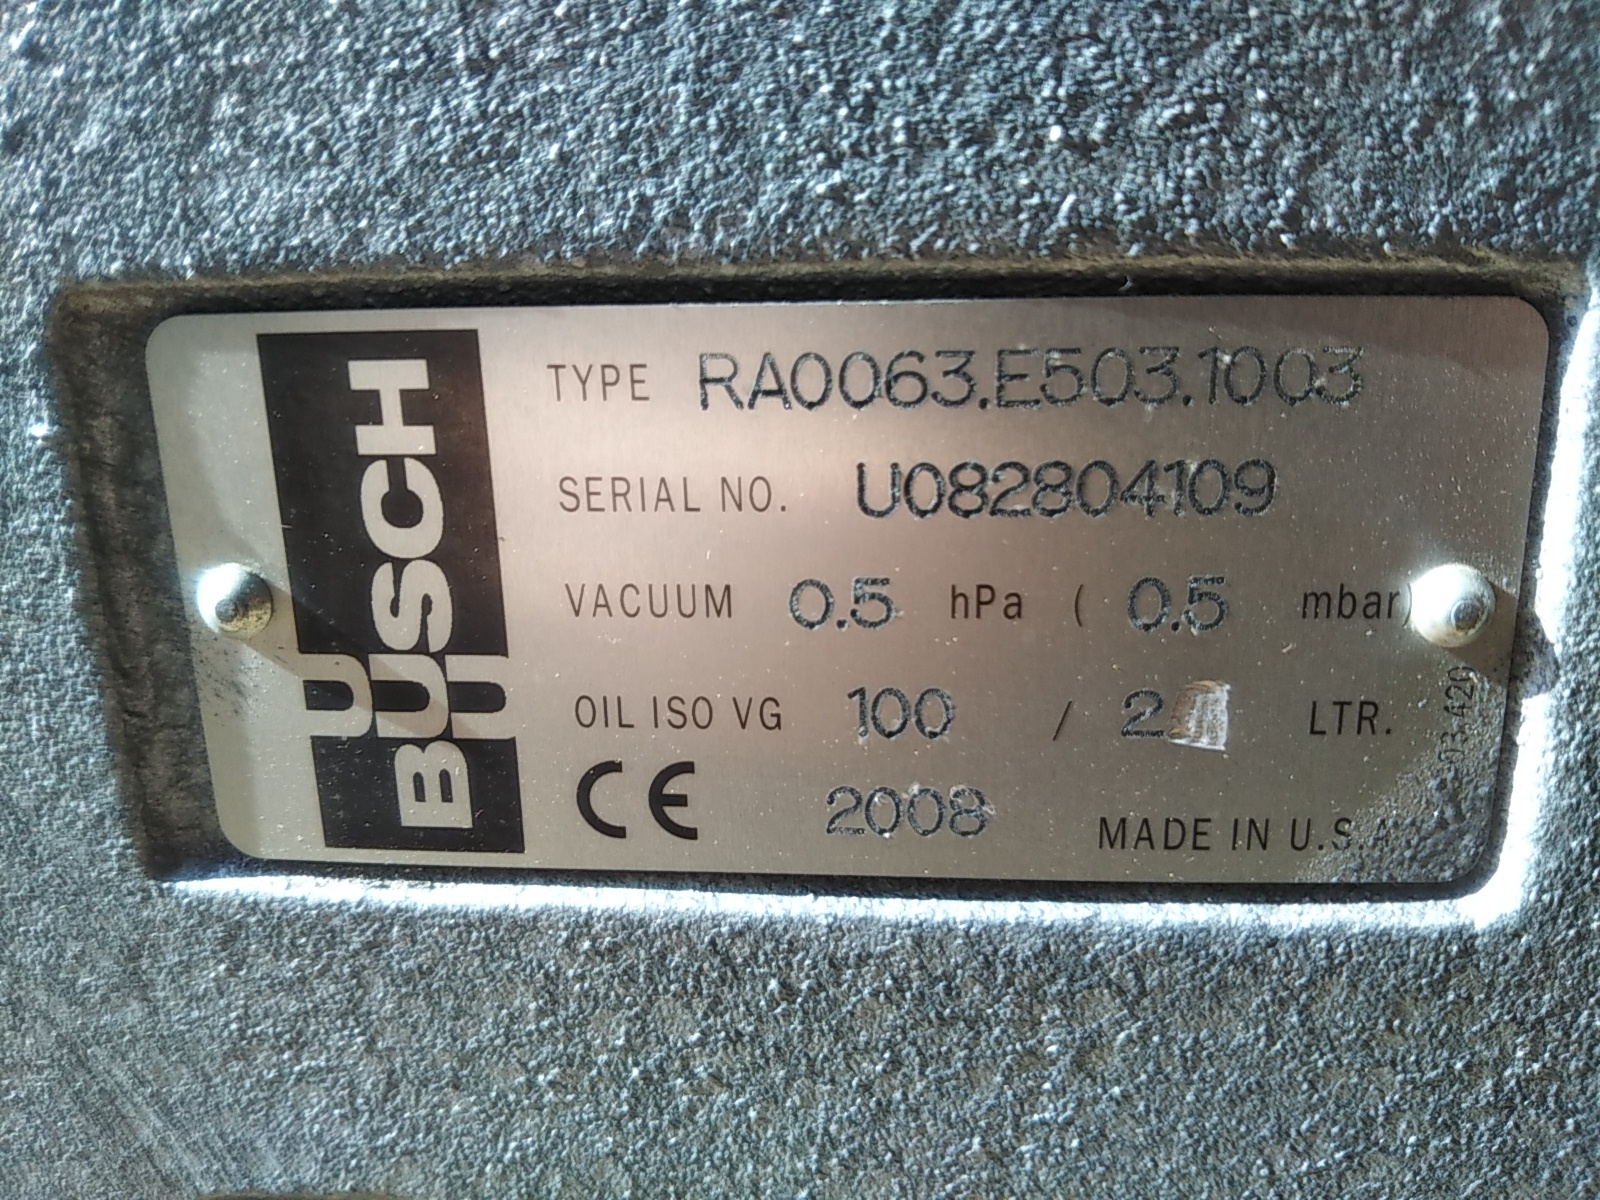 BUSCH
TYPE RA0063.E503.1003
SERIAL NO. U082804109
VACUUM 0.5 hPa ( 0.5 mbar)
OIL ISO VG 100 / 2 LTR.
CE 2008 MADE IN U.S.A